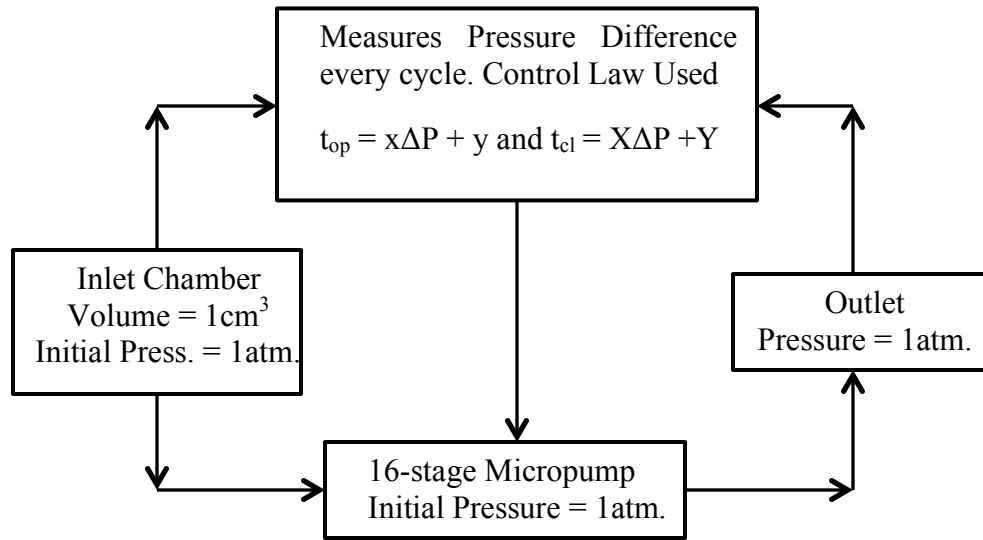 Measures Pressure Difference
every cycle. Control Law Used
t_op = xΔP + y and t_cl = XΔP +Y
Inlet Chamber
Volume = 1cm³
Initial Press. = 1atm.
Outlet
Pressure = 1atm.
16-stage Micropump
Initial Pressure = 1atm.